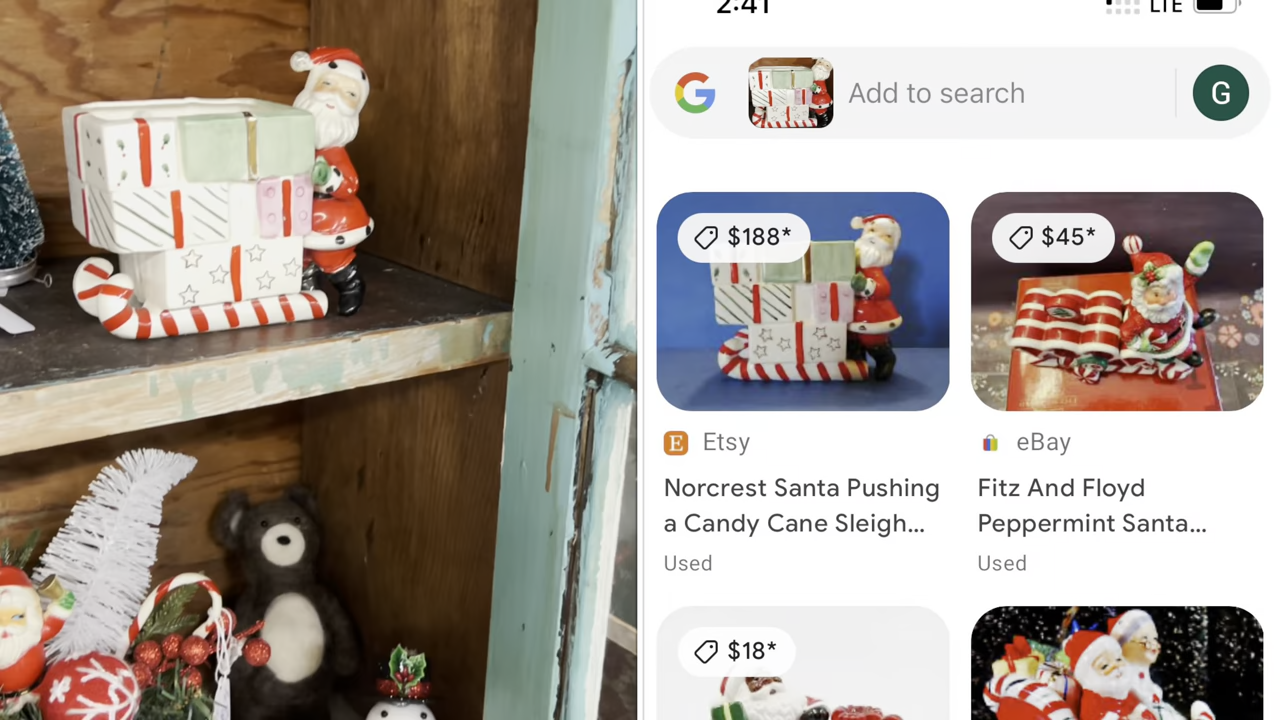 2:41
LTE
Add to search
G
$188*
$45*
Etsy
eBay
Norcrest Santa Pushing
a Candy Cane Sleigh...
Fitz And Floyd
Peppermint Santa...
Used
Used
$18*